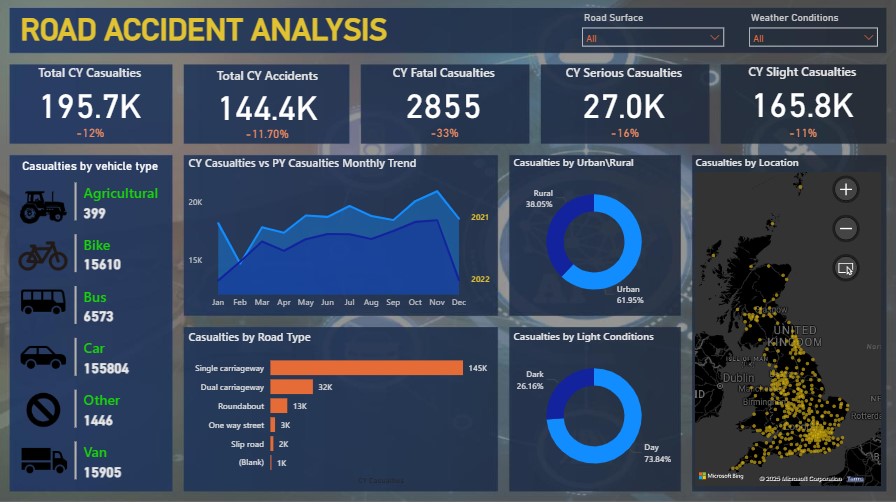 ROAD ACCIDENT ANALYSIS
Road Surface
All
Weather Conditions
All
Total CY Casualties
195.7K
-12%
Total CY Accidents
144.4K
-11.70%
CY Fatal Casualties
2855
-33%
CY Serious Casualties
27.0K
-16%
CY Slight Casualties
165.8K
-11%
Casualties by vehicle type
Agricultural
399
Bike
15610
Bus
6573
Car
155804
Other
1446
Van
15905
CY Casualties vs PY Casualties Monthly Trend
20K
15K
2021
2022
Jan Feb Mar Apr May Jun Jul Aug Sep Oct Nov Dec
Casualties by Urban\Rural
Rural
38.05%
Urban
61.95%
Casualties by Road Type
Single carriageway 145K
Dual carriageway 32K
Roundabout 13K
One way street 3K
Slip road 2K
(Blank) 1K
Casualties by Light Conditions
Dark
26.16%
Day
73.84%
Casualties by Location
UNITED
KINGDOM
Dublin
Microsoft Bing
© 2025 Microsoft Corporation Terms